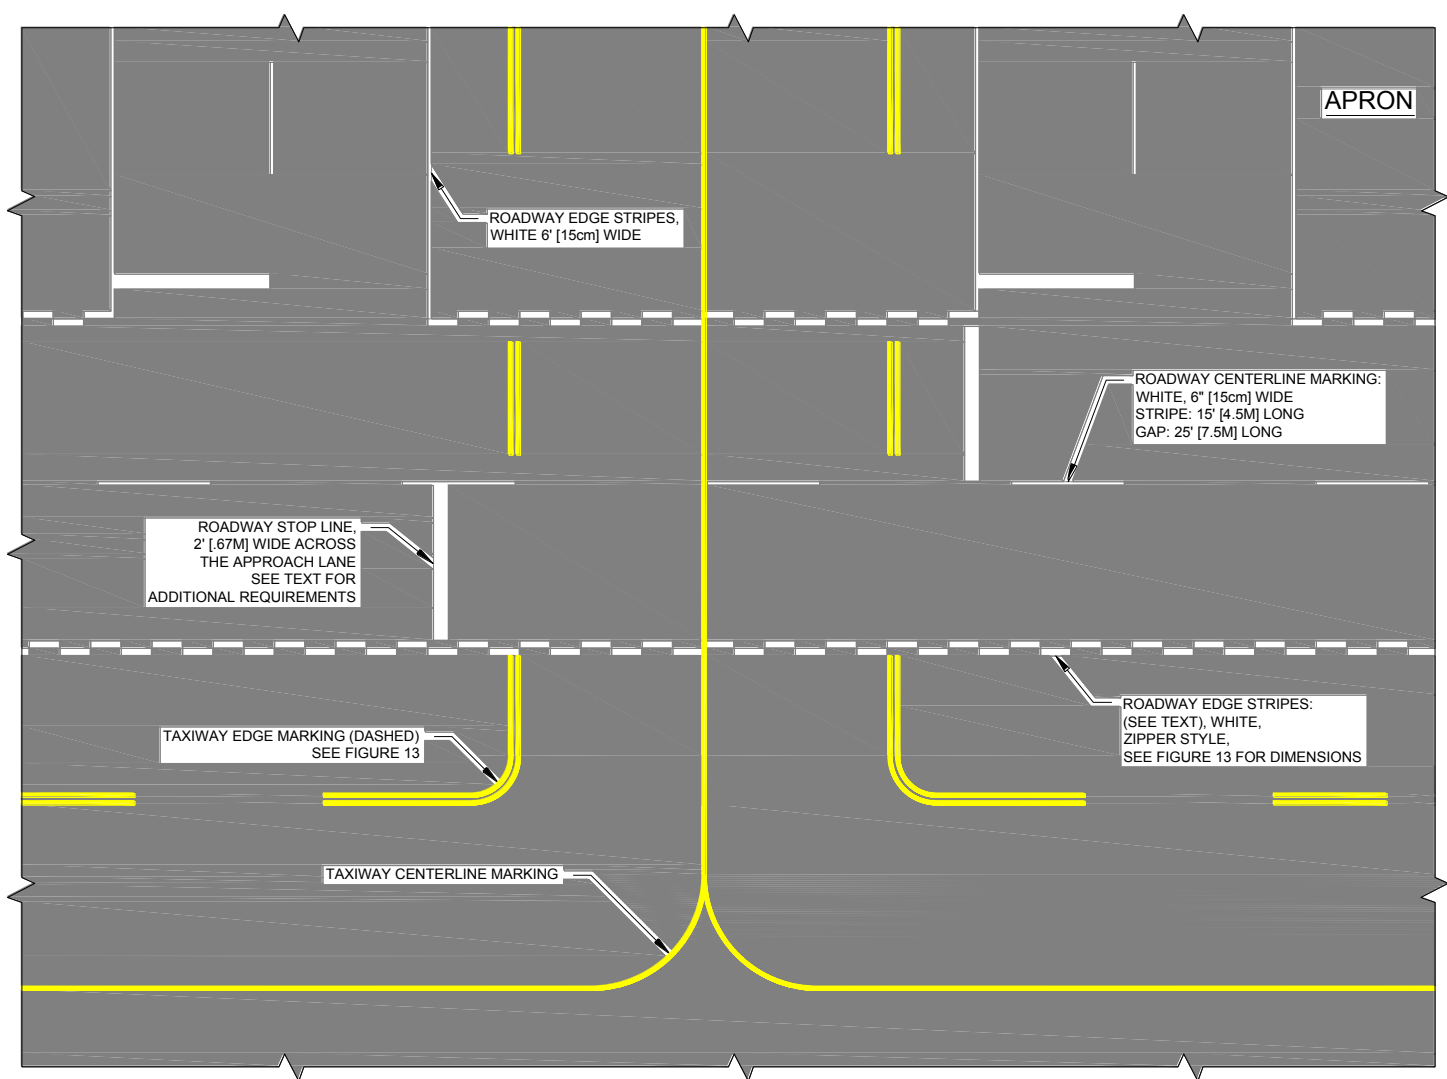 APRON
ROADWAY EDGE STRIPES,
WHITE 6' [15cm] WIDE
ROADWAY CENTERLINE MARKING:
WHITE, 6" [15cm] WIDE
STRIPE: 15' [4.5M] LONG
GAP: 25' [7.5M] LONG
ROADWAY STOP LINE,
2' [.67M] WIDE ACROSS
THE APPROACH LANE
SEE TEXT FOR
ADDITIONAL REQUIREMENTS
ROADWAY EDGE STRIPES:
(SEE TEXT), WHITE,
ZIPPER STYLE,
SEE FIGURE 13 FOR DIMENSIONS
TAXIWAY EDGE MARKING (DASHED)
SEE FIGURE 13
TAXIWAY CENTERLINE MARKING